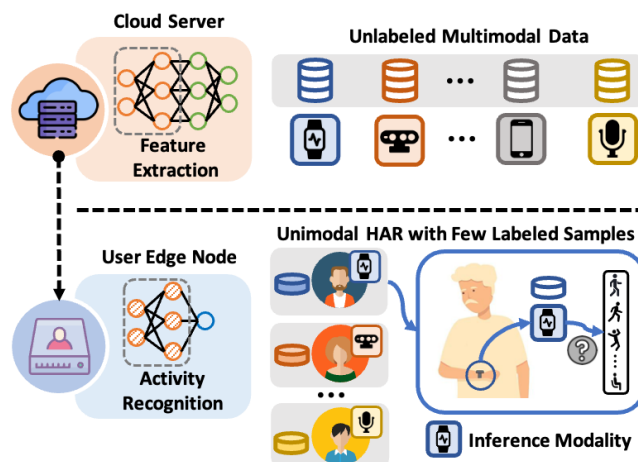 Cloud Server
Unlabeled Multimodal Data
Feature
Extraction
User Edge Node
Unimodal HAR with Few Labeled Samples
?
Activity
Recognition
Inference Modality